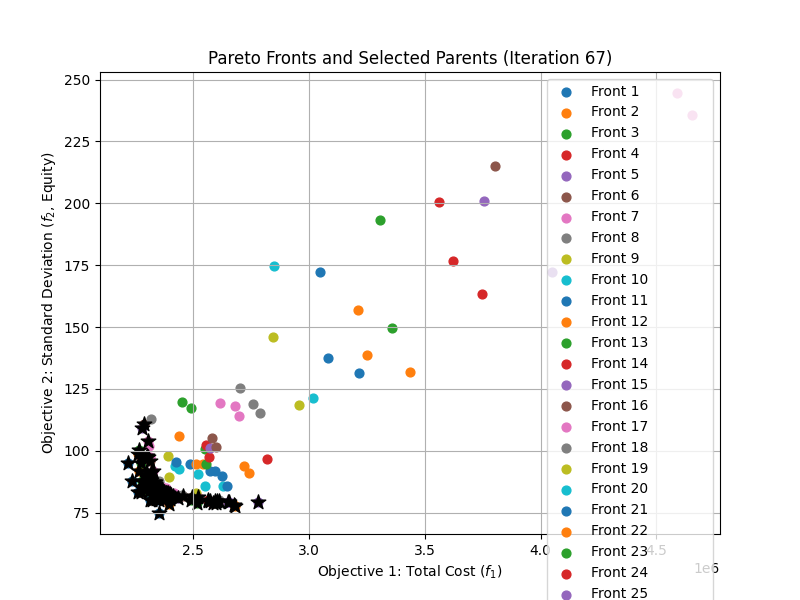 Pareto Fronts and Selected Parents (Iteration 67)
Objective 2: Standard Deviation (f₂, Equity)
250
225
200
175
150
125
100
75
2.5
3.0
3.5
4.0
4.5
1e6
Objective 1: Total Cost (f₁)
Front 1
Front 2
Front 3
Front 4
Front 5
Front 6
Front 7
Front 8
Front 9
Front 10
Front 11
Front 12
Front 13
Front 14
Front 15
Front 16
Front 17
Front 18
Front 19
Front 20
Front 21
Front 22
Front 23
Front 24
Front 25